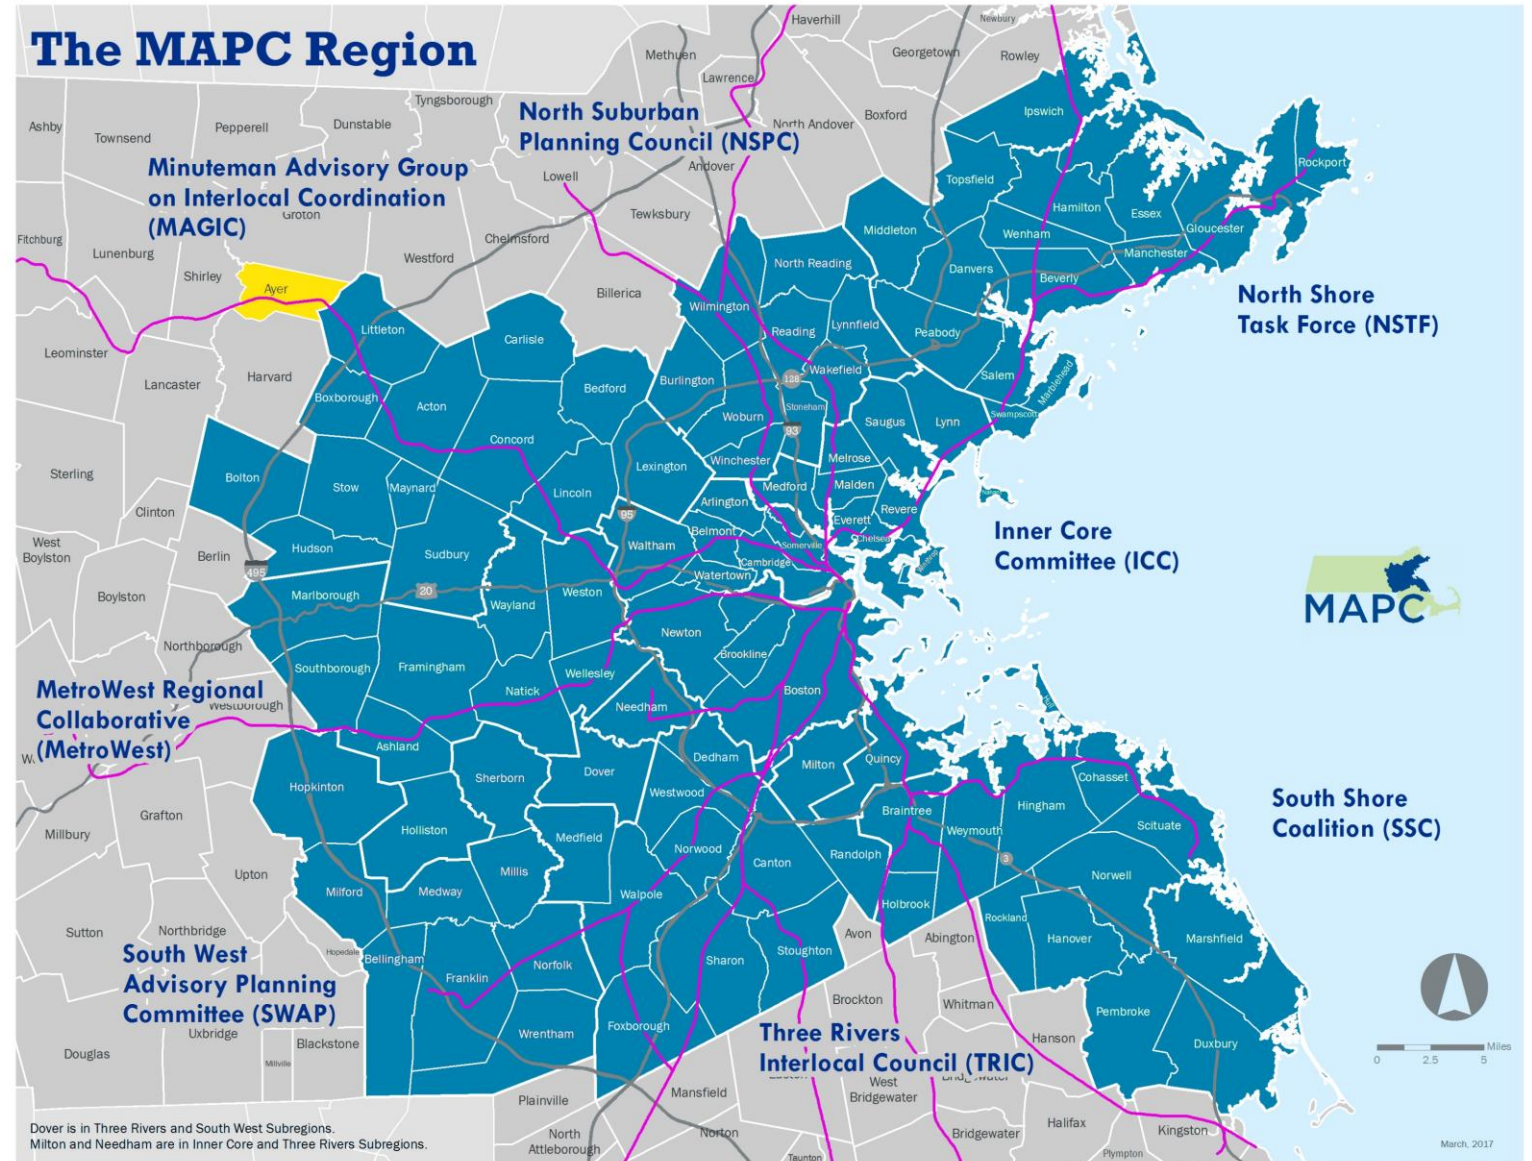 The MAPC Region
Haverhill
Newbury
Methuen
Georgetown
Rowley
Lawrence
Tyngsborough
North Suburban
Planning Council (NSPC)
Boxford
Ipswich
Ashby
Townsend
Pepperell
Dunstable
North Andover
Minuteman Advisory Group
on Interlocal Coordination
(MAGIC)
Andover
Lowell
Topsfield
Rockport
Groton
Tewksbury
Hamilton
Essex
Fitchburg
Lunenburg
Chelmsford
Middleton
Wenham
Gloucester
Westford
Manchester
Shirley
Ayer
North Reading
Danvers
Beverly
Billerica
Wilmington
North Shore
Task Force (NSTF)
Littleton
Carlisle
Reading
Lynnfield
Peabody
Leominster
Lancaster
Harvard
Boxborough
Acton
Bedford
Burlington
128
Wakefield
Salem
Marblehead
Woburn
Stoneham
Saugus
Lynn
Swampscott
93
Concord
Sterling
Bolton
Stow
Maynard
Lincoln
Lexington
Winchester
Melrose
Medford
Malden
Clinton
Arlington
Revere
95
Everett
Chelsea
West
Boylston
Berlin
Hudson
Sudbury
Waltham
Belmont
Somerville
Cambridge
Winthrop
Inner Core
Committee (ICC)
495
Watertown
Boylston
Marlborough
20
Wayland
Weston
MAPC
Northborough
Newton
Brookline
Southborough
Framingham
Natick
Wellesley
Boston
MetroWest Regional
Collaborative
(MetroWest)
Westborough
Needham
Hull
Ashland
Dedham
Milton
Quincy
Hopkinton
Sherborn
Dover
Westwood
Cohasset
Grafton
Millbury
Holliston
Medfield
Braintree
Weymouth
Hingham
Scituate
South Shore
Coalition (SSC)
Norwood
Canton
Randolph
3
Upton
Milford
Medway
Millis
Walpole
Holbrook
Norwell
Rockland
Sutton
Northbridge
Hopedale
Bellingham
Franklin
Norfolk
Sharon
Stoughton
Avon
Abington
Hanover
Marshfield
South West
Advisory Planning
Committee (SWAP)
Brockton
Whitman
Pembroke
Uxbridge
Blackstone
Wrentham
Foxborough
Three Rivers
Interlocal Council (TRIC)
Hanson
Duxbury
Douglas
Millville
Miles
0 2.5 5
West
Bridgewater
Plainville
Mansfield
Dover is in Three Rivers and South West Subregions.
Milton and Needham are in Inner Core and Three Rivers Subregions.
North
Attleborough
Norton
Bridgewater
Halifax
Kingston
Taunton
Plympton
March, 2017